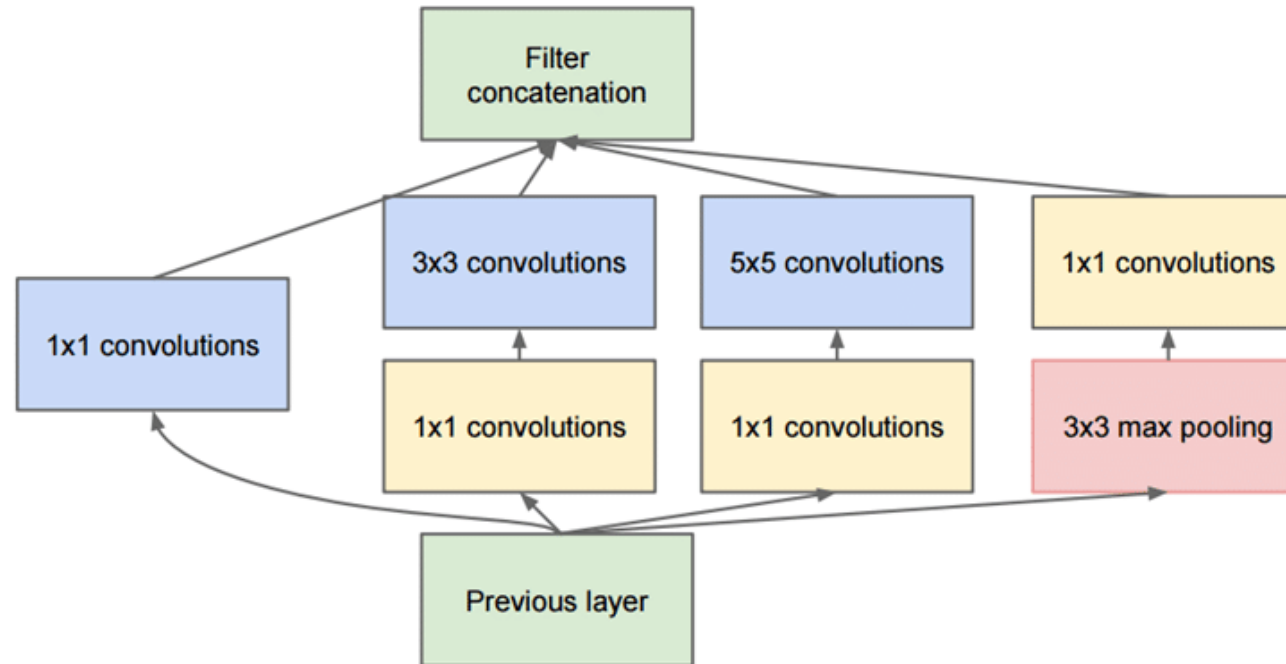 Filter
concatenation
3x3 convolutions
5x5 convolutions
1x1 convolutions
1x1 convolutions
1x1 convolutions
1x1 convolutions
3x3 max pooling
Previous layer